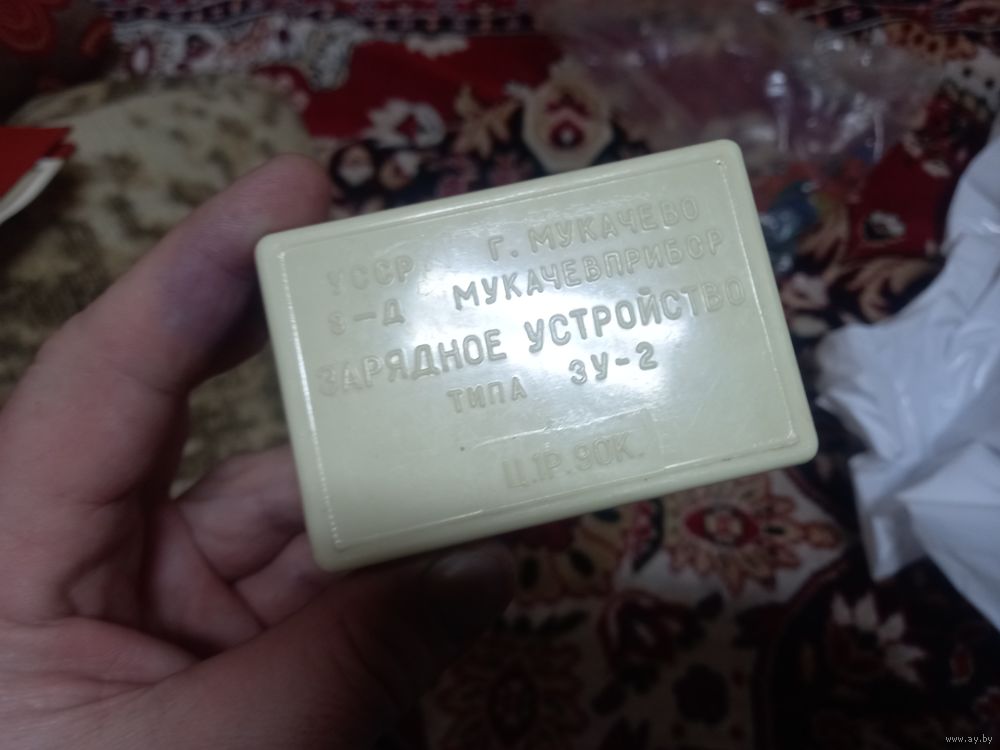 УССР Г. МУКАЧЕВО
з-д МУКАЧЕВПРИБОР
ЗАРЯДНОЕ УСТРОЙСТВО
ТИПА ЗУ-2
Ц.1Р.90К.
www.ay.by